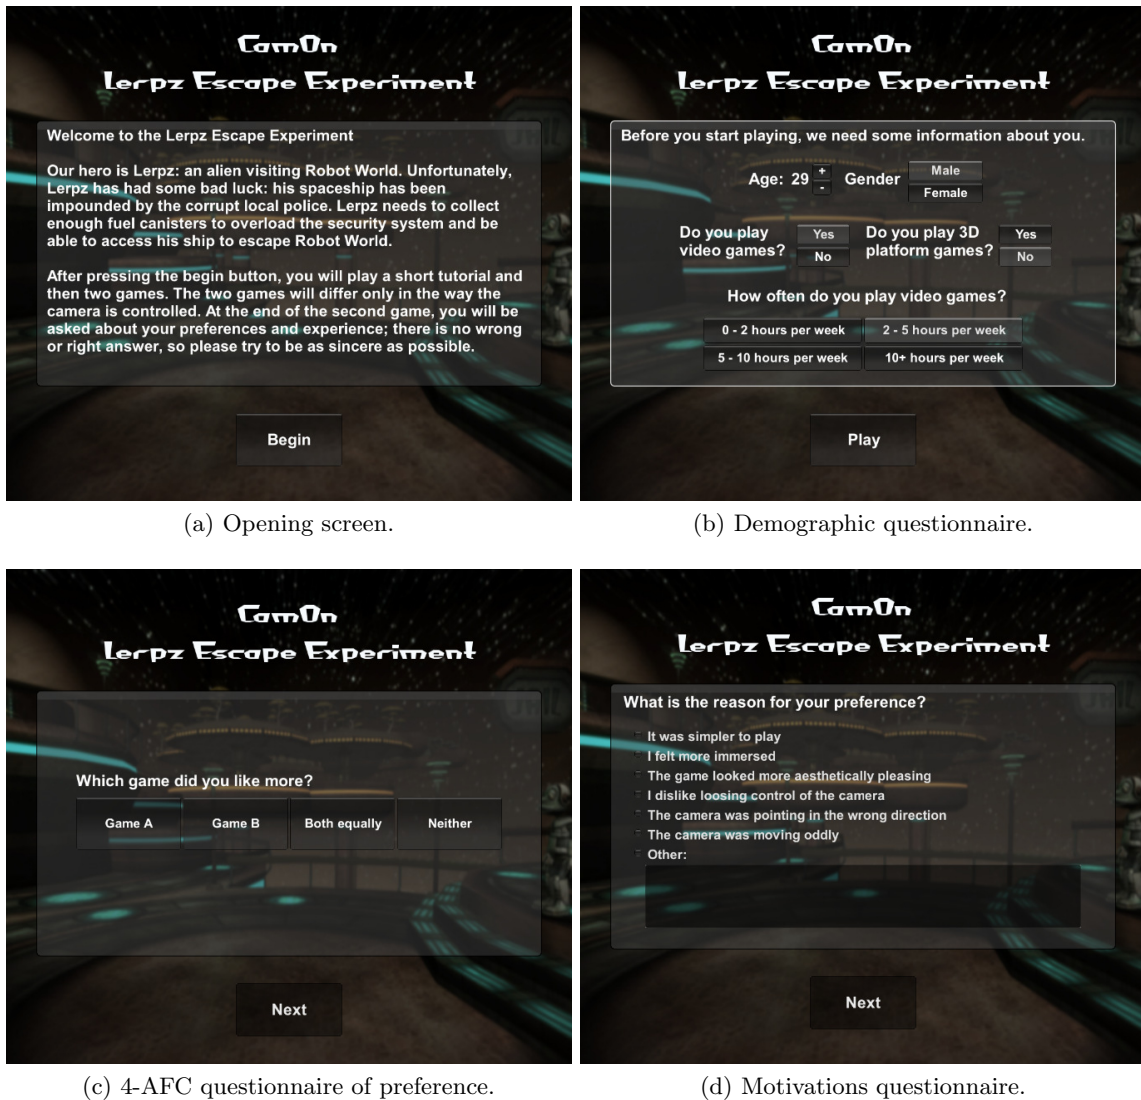 CamOn
Lerpz Escape Experiment
Welcome to the Lerpz Escape Experiment
Our hero is Lerpz: an alien visiting Robot World. Unfortunately,
Lerpz has had some bad luck: his spaceship has been
impounded by the corrupt local police. Lerpz needs to collect
enough fuel canisters to overload the security system and be
able to access his ship to escape Robot World.
After pressing the begin button, you will play a short tutorial and
then two games. The two games will differ only in the way the
camera is controlled. At the end of the second game, you will be
asked about your preferences and experience; there is no wrong
or right answer, so please try to be as sincere as possible.
Begin
(a) Opening screen.
CamOn
Lerpz Escape Experiment
Before you start playing, we need some information about you.
Age: 29 + - Gender Male Female
Do you play video games? Yes No
Do you play 3D platform games? Yes No
How often do you play video games?
0 - 2 hours per week 2 - 5 hours per week
5 - 10 hours per week 10+ hours per week
Play
(b) Demographic questionnaire.
CamOn
Lerpz Escape Experiment
Which game did you like more?
Game A Game B Both equally Neither
Next
(c) 4-AFC questionnaire of preference.
CamOn
Lerpz Escape Experiment
What is the reason for your preference?
It was simpler to play
I felt more immersed
The game looked more aesthetically pleasing
I dislike loosing control of the camera
The camera was pointing in the wrong direction
The camera was moving oddly
Other:
Next
(d) Motivations questionnaire.